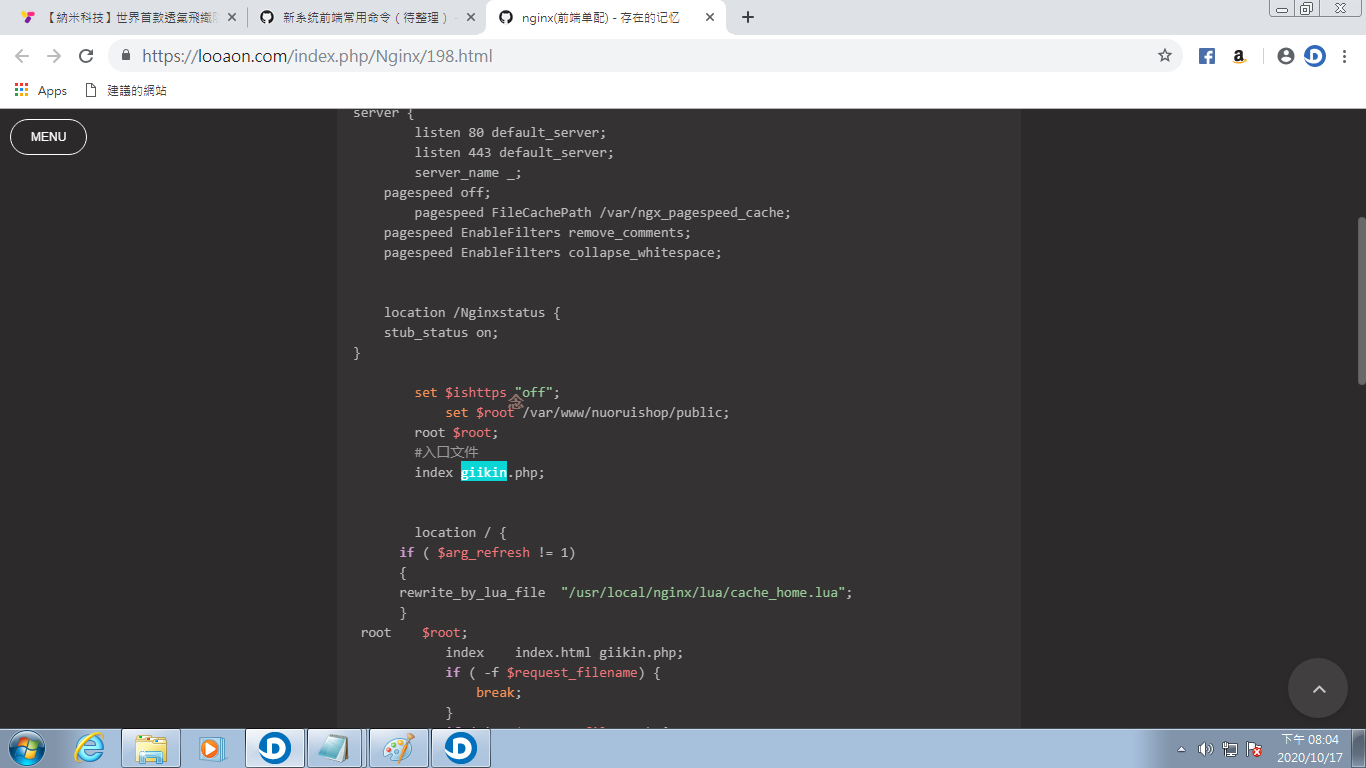 【納米科技】世界首款透氣飛織
新系统前端常用命令（待整理）
nginx(前端单配) - 存在的记忆
https://looaon.com/index.php/Nginx/198.html
Apps
建議的網站
MENU
server {
listen 80 default_server;
listen 443 default_server;
server_name _;
pagespeed off;
pagespeed FileCachePath /var/ngx_pagespeed_cache;
pagespeed EnableFilters remove_comments;
pagespeed EnableFilters collapse_whitespace;
location /Nginxstatus {
stub_status on;
}
set $ishttps "off";
念
set $root /var/www/nuoruishop/public;
root $root;
#入口文件
index giikin.php;
location / {
if ( $arg_refresh != 1)
{
rewrite_by_lua_file "/usr/local/nginx/lua/cache_home.lua";
}
root $root;
index index.html giikin.php;
if ( -f $request_filename) {
break;
}
下午 08:04
2020/10/17